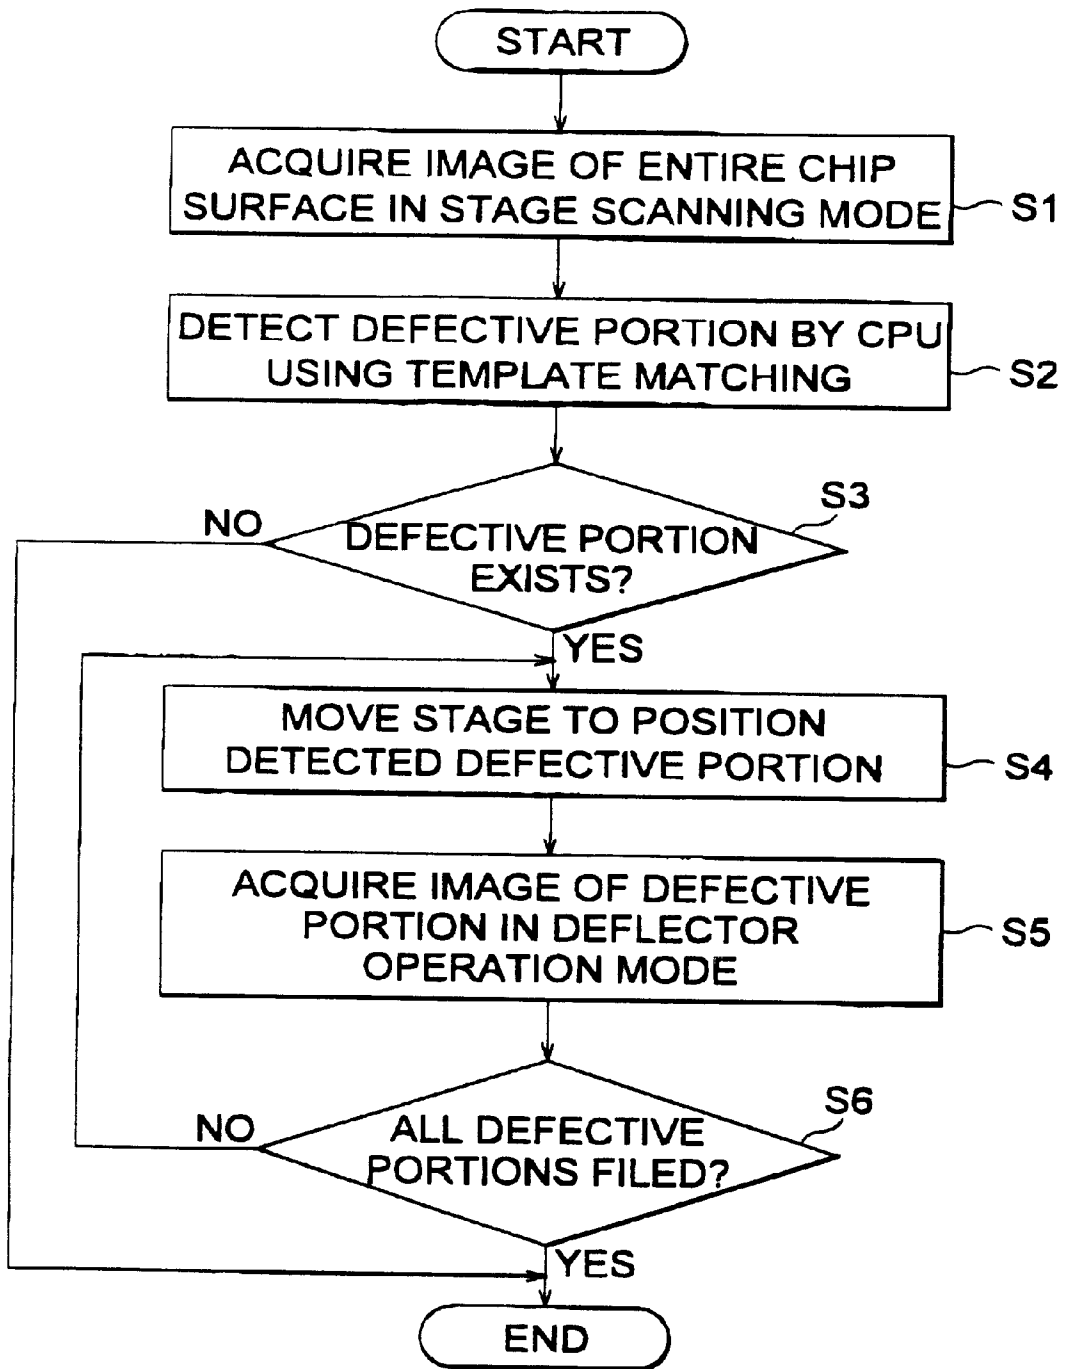 START
ACQUIRE IMAGE OF ENTIRE CHIP
SURFACE IN STAGE SCANNING MODE
S1
DETECT DEFECTIVE PORTION BY CPU
USING TEMPLATE MATCHING
S2
S3
NO
DEFECTIVE PORTION
EXISTS?
YES
MOVE STAGE TO POSITION
DETECTED DEFECTIVE PORTION
S4
ACQUIRE IMAGE OF DEFECTIVE
PORTION IN DEFLECTOR
OPERATION MODE
S5
S6
NO
ALL DEFECTIVE
PORTIONS FILED?
YES
END